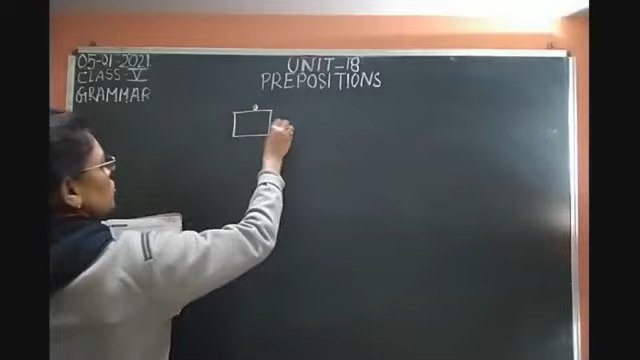 05-01-2021
CLASS-V
GRAMMAR
UNIT-18
PREPOSITIONS